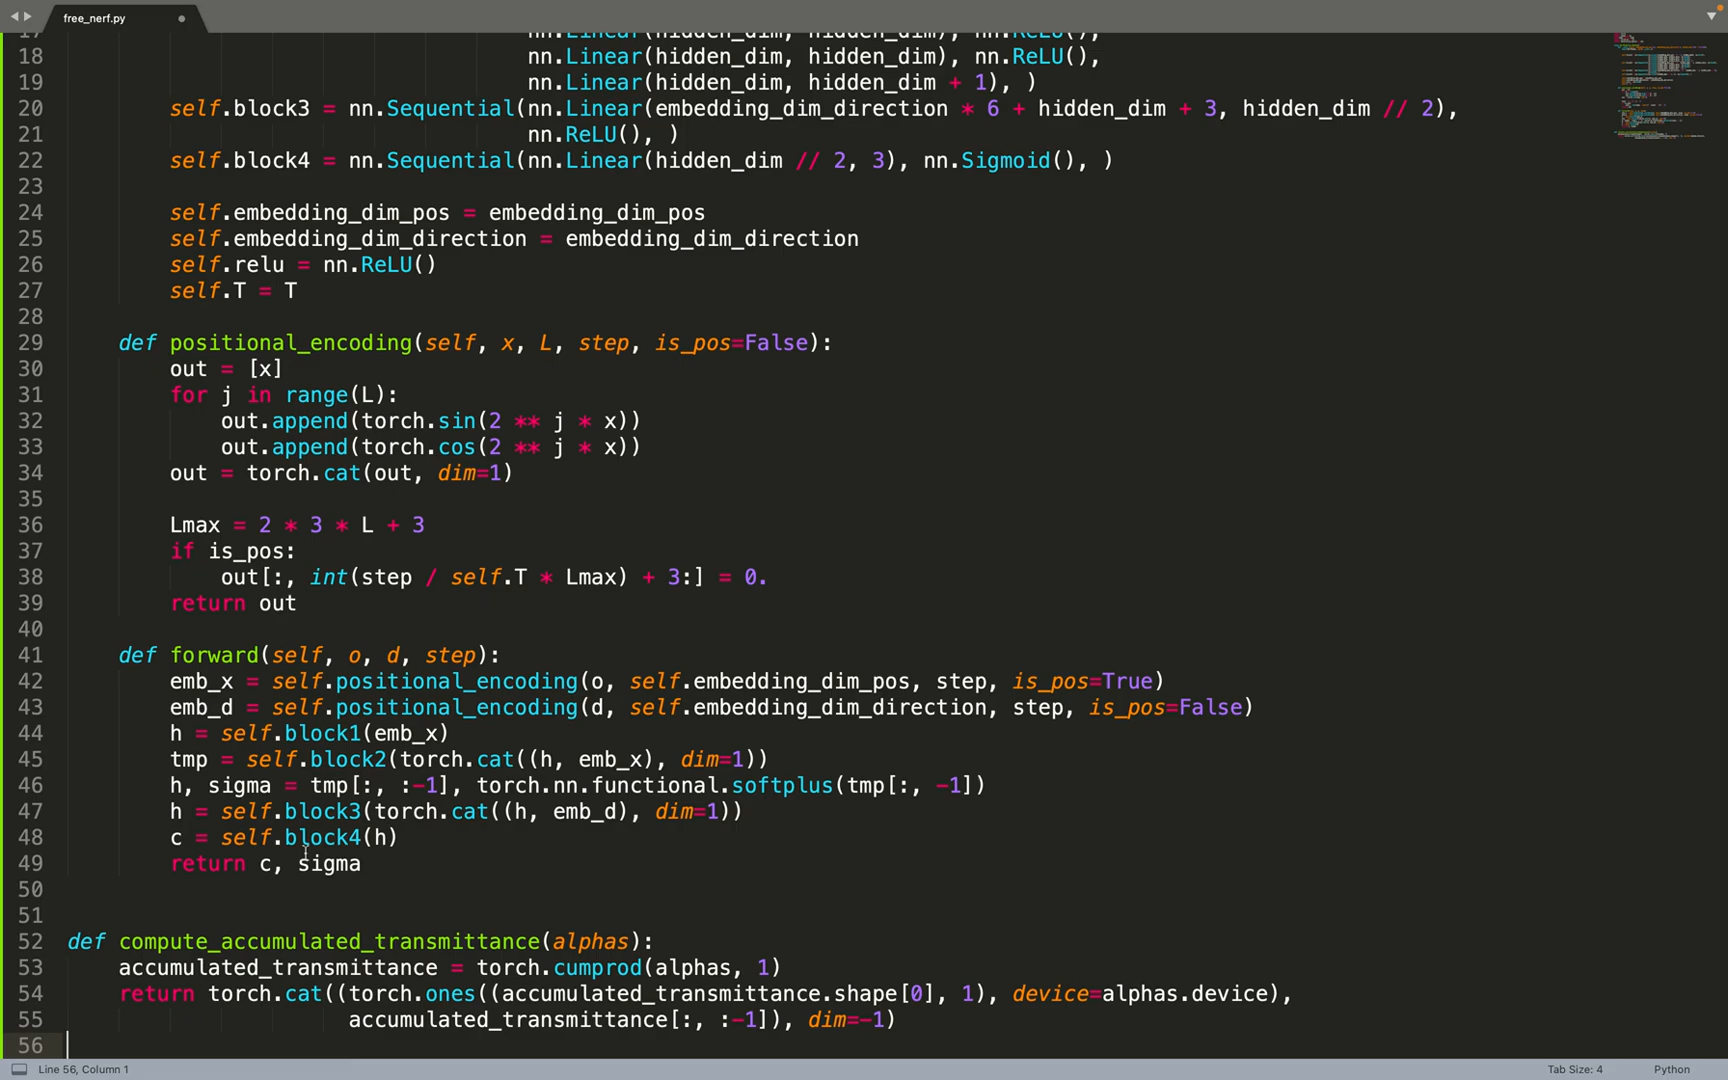 free_nerf.py
17 nn.Linear(hidden_dim, hidden_dim), nn.ReLU(),
18 nn.Linear(hidden_dim, hidden_dim), nn.ReLU(),
19 nn.Linear(hidden_dim, hidden_dim + 1), )
20 self.block3 = nn.Sequential(nn.Linear(embedding_dim_direction * 6 + hidden_dim + 3, hidden_dim // 2),
21 nn.ReLU(), )
22 self.block4 = nn.Sequential(nn.Linear(hidden_dim // 2, 3), nn.Sigmoid(), )
23
24 self.embedding_dim_pos = embedding_dim_pos
25 self.embedding_dim_direction = embedding_dim_direction
26 self.relu = nn.ReLU()
27 self.T = T
28
29 def positional_encoding(self, x, L, step, is_pos=False):
30 out = [x]
31 for j in range(L):
32 out.append(torch.sin(2 ** j * x))
33 out.append(torch.cos(2 ** j * x))
34 out = torch.cat(out, dim=1)
35
36 Lmax = 2 * 3 * L + 3
37 if is_pos:
38 out[:, int(step / self.T * Lmax) + 3:] = 0.
39 return out
40
41 def forward(self, o, d, step):
42 emb_x = self.positional_encoding(o, self.embedding_dim_pos, step, is_pos=True)
43 emb_d = self.positional_encoding(d, self.embedding_dim_direction, step, is_pos=False)
44 h = self.block1(emb_x)
45 tmp = self.block2(torch.cat((h, emb_x), dim=1))
46 h, sigma = tmp[:, :-1], torch.nn.functional.softplus(tmp[:, -1])
47 h = self.block3(torch.cat((h, emb_d), dim=1))
48 c = self.block4(h)
49 return c, sigma
50
51
52 def compute_accumulated_transmittance(alphas):
53 accumulated_transmittance = torch.cumprod(alphas, 1)
54 return torch.cat((torch.ones((accumulated_transmittance.shape[0], 1), device=alphas.device),
55 accumulated_transmittance[:, :-1]), dim=-1)
56
Line 56, Column 1 Tab Size: 4 Python